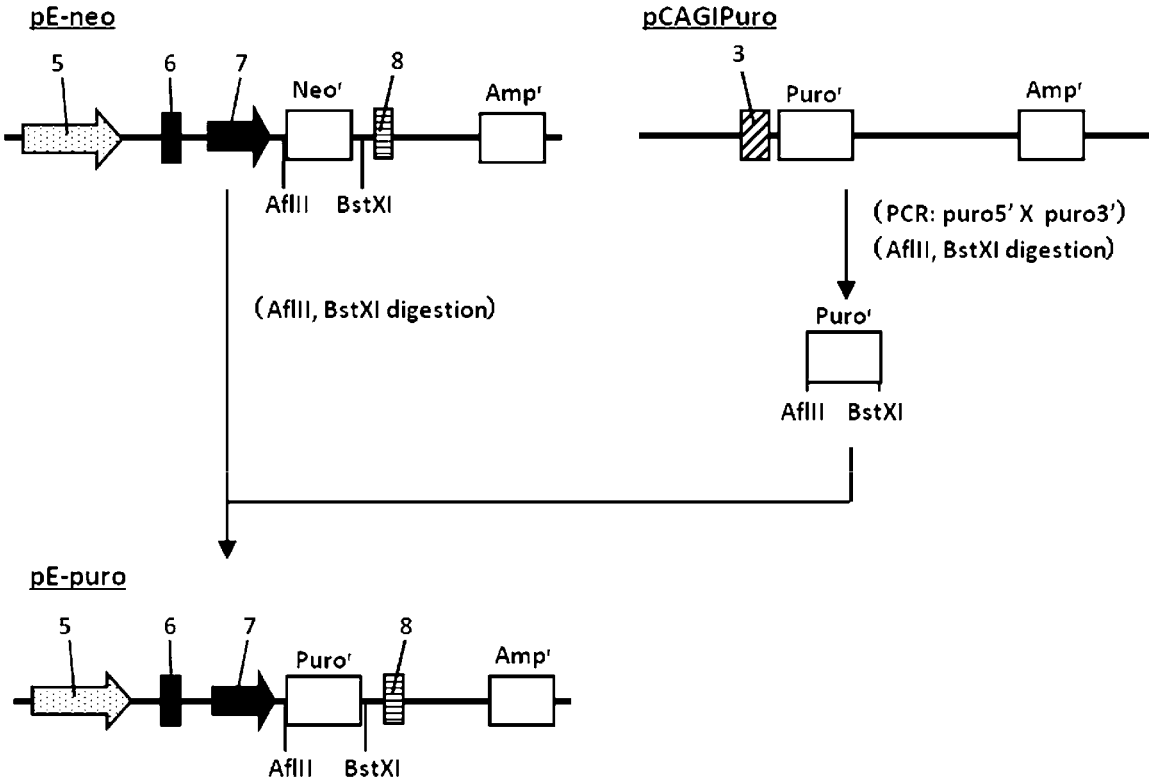 pE-neo
5 6 7 Neoʳ 8 Ampʳ
AflII BstXI
(AflII, BstXI digestion)
pCAGIPuro
3 Puroʳ Ampʳ
(PCR: puro5' X puro3')
(AflII, BstXI digestion)
Puroʳ
AflII BstXI
pE-puro
5 6 7 Puroʳ 8 Ampʳ
AflII BstXI